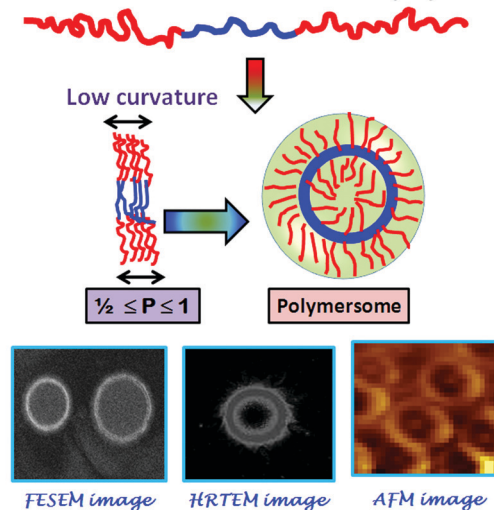 Low curvature
½ ≤ P ≤ 1
Polymersome
FESEM image
HRTEM image
AFM image